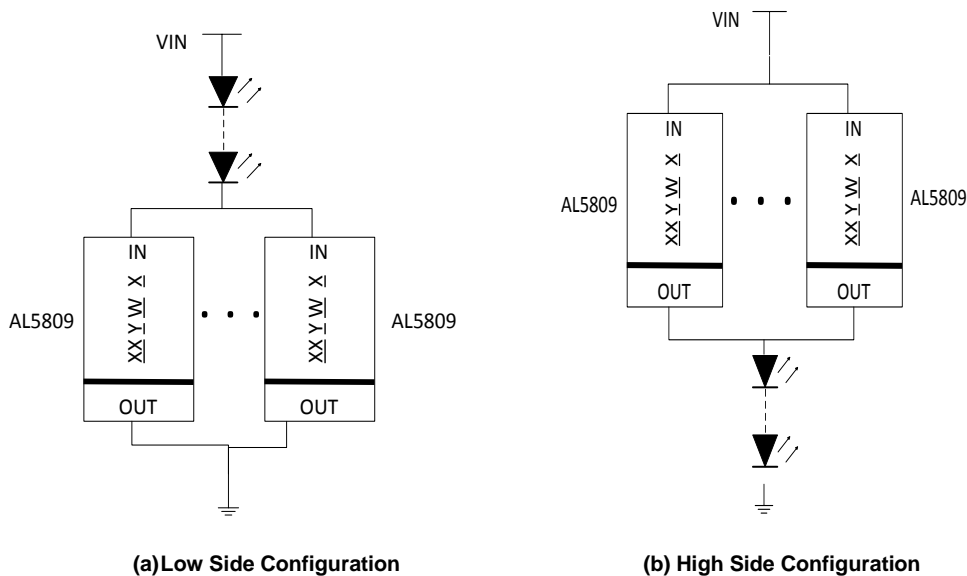 VIN
IN
XX Y W X
OUT
AL5809
IN
XX Y W X
OUT
AL5809
(a)Low Side Configuration
VIN
IN
XX Y W X
OUT
AL5809
IN
XX Y W X
OUT
AL5809
(b) High Side Configuration